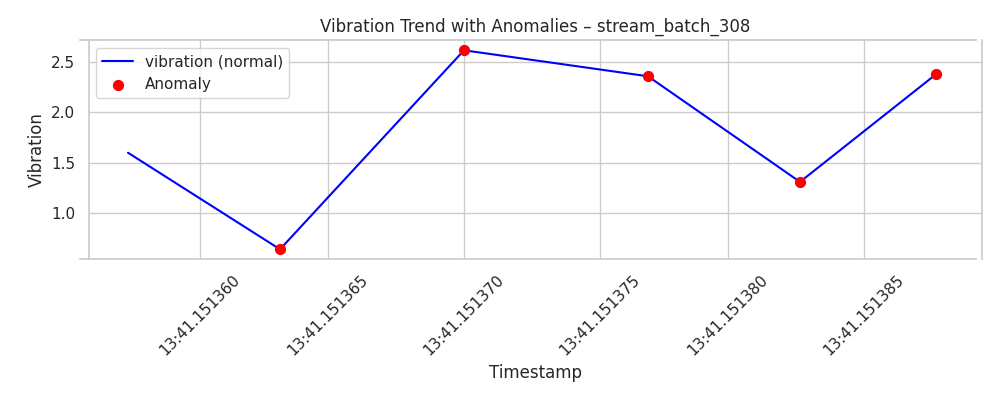 Vibration Trend with Anomalies – stream_batch_308
vibration (normal)
Anomaly
Vibration
2.5
2.0
1.5
1.0
13:41.151360
13:41.151365
13:41.151370
13:41.151375
13:41.151380
13:41.151385
Timestamp